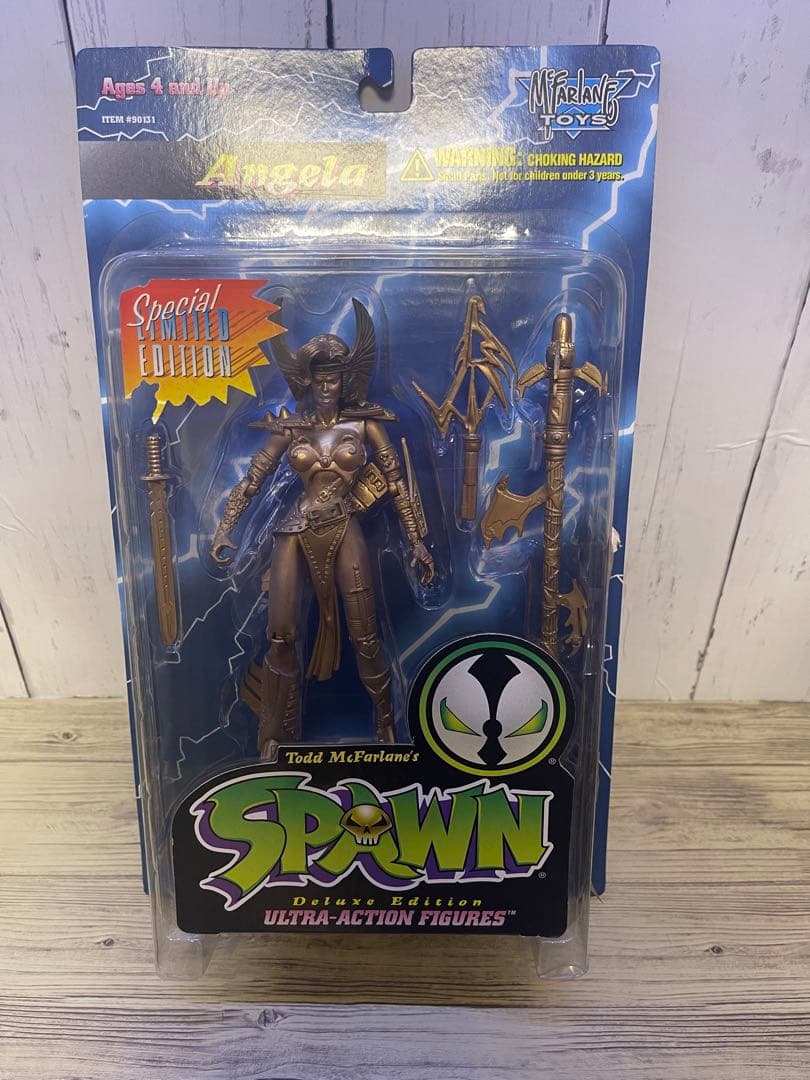 Ages 4 and up
ITEM #90131
McFARLANE
TOYS
Angela
WARNING: CHOKING HAZARD
Small Parts. Not for children under 3 years.
Special
LIMITED
EDITION
Todd McFarlane's
SPAWN®
Deluxe Edition
ULTRA-ACTION FIGURES™